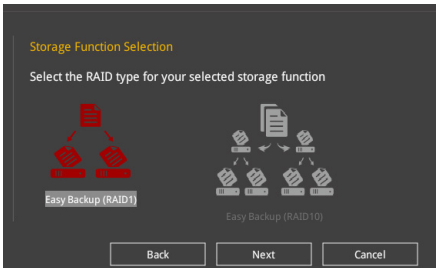 Storage Function Selection
Select the RAID type for your selected storage function
Easy Backup (RAID1)
Easy Backup (RAID10)
Back
Next
Cancel